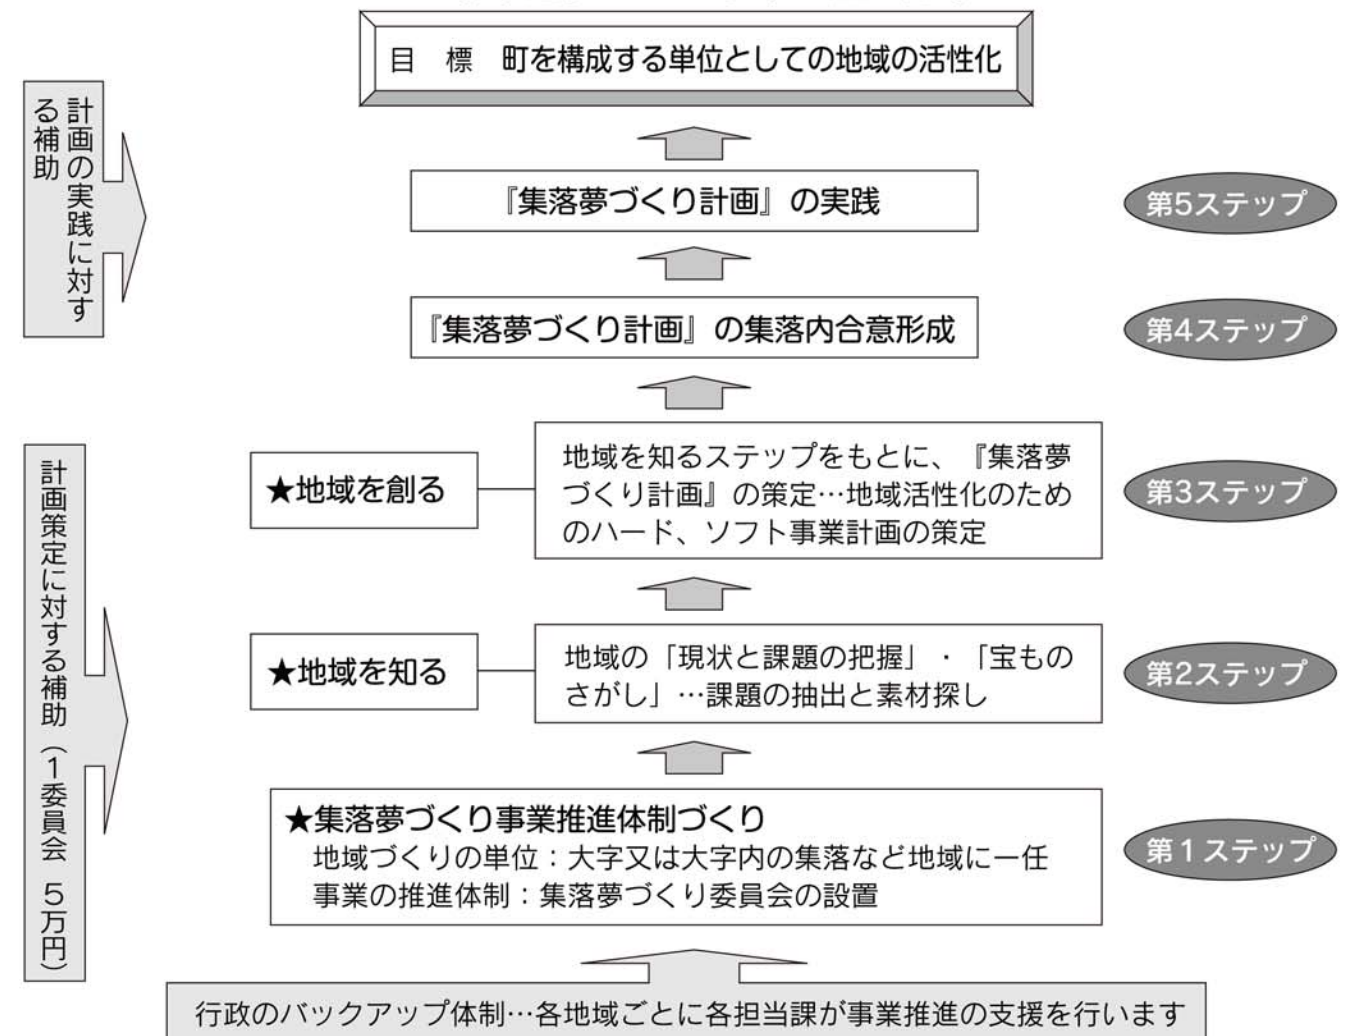 目　標　町を構成する単位としての地域の活性化
計画の実践に対す
る補助
『集落夢づくり計画』の実践
第5ステップ
『集落夢づくり計画』の集落内合意形成
第4ステップ
★地域を創る
地域を知るステップをもとに、『集落夢
づくり計画』の策定…地域活性化のため
のハード、ソフト事業計画の策定
第3ステップ
計画策定に対する補助（１委員会　５万円）
★地域を知る
地域の「現状と課題の把握」・「宝もの
さがし」…課題の抽出と素材探し
第2ステップ
★集落夢づくり事業推進体制づくり
地域づくりの単位：大字又は大字内の集落など地域に一任
事業の推進体制：集落夢づくり委員会の設置
第１ステップ
行政のバックアップ体制…各地域ごとに各担当課が事業推進の支援を行います